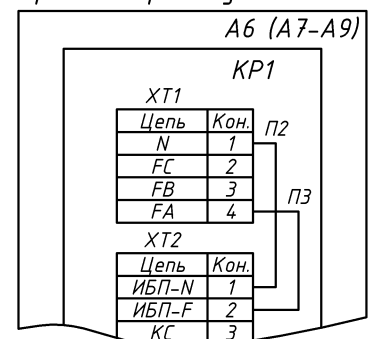 А6 (А7-А9)
КР1
ХТ1
Цепь Кон.
N 1
FC 2
FB 3
FA 4
П2
П3
ХТ2
Цепь Кон.
ИБП-N 1
ИБП-F 2
КС 3